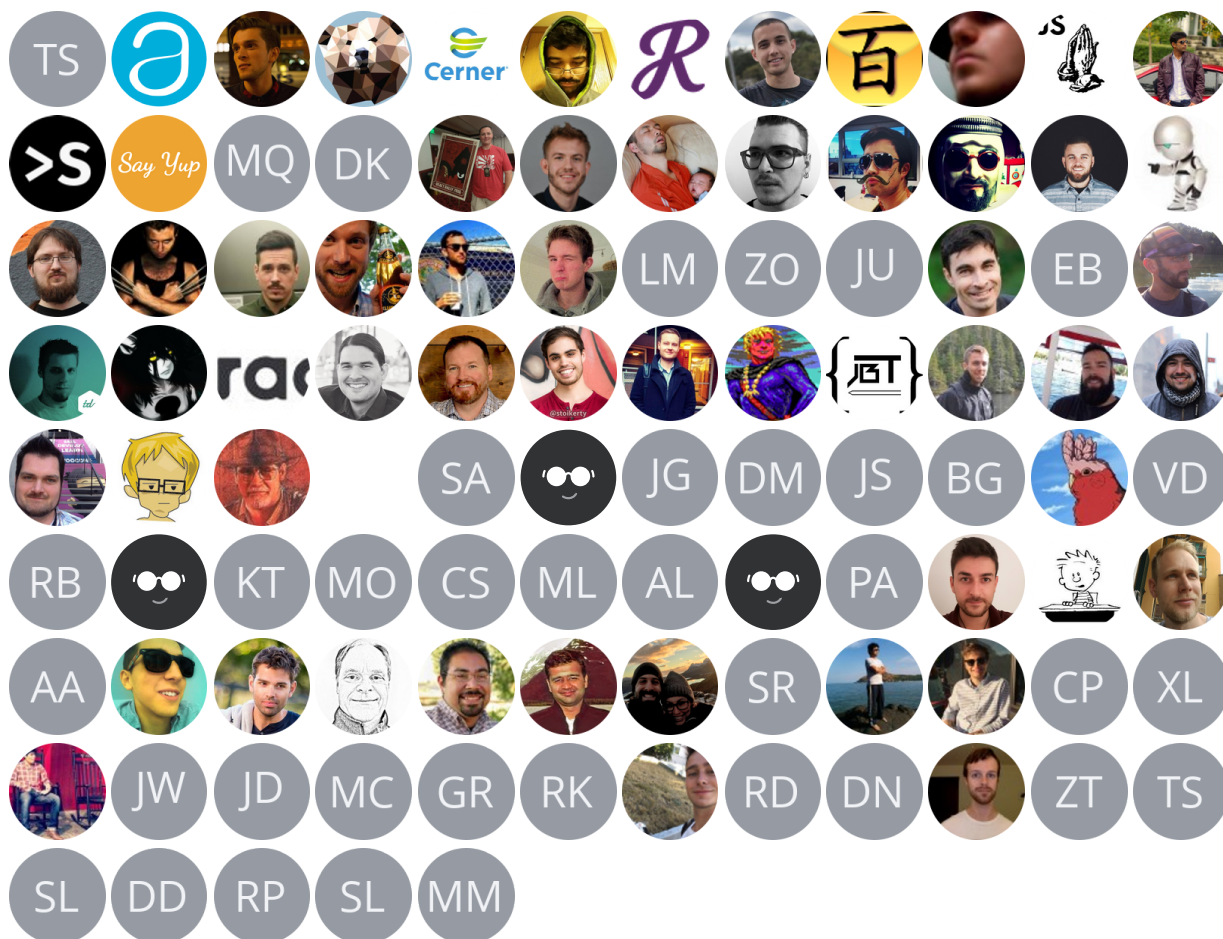 TS
Cerner
R
百
JS
>S
Say Yup
MQ
DK
LM
ZO
JU
EB
td
rac
@stoikerty
{JBT}
SA
JG
DM
JS
BG
VD
RB
KT
MO
CS
ML
AL
PA
AA
SR
CP
XL
JW
JD
MC
GR
RK
RD
DN
ZT
TS
SL
DD
RP
SL
MM